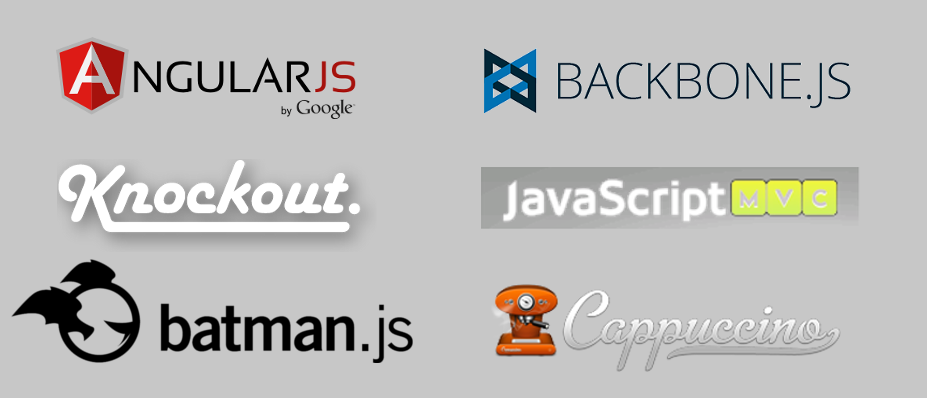 ANGULARJS
by Google
BACKBONE.JS
Knockout.
JavaScript MVC
batman.js
Cappuccino